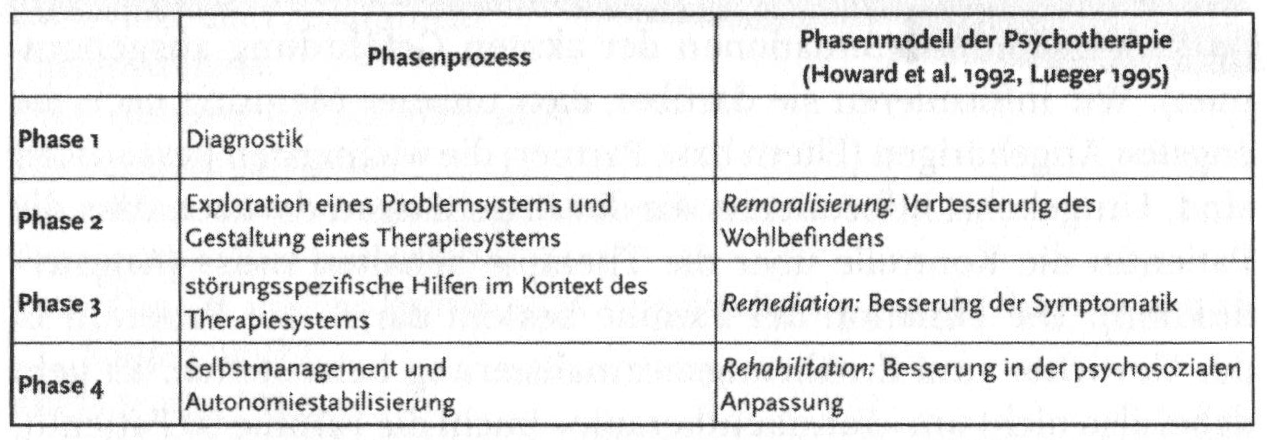 Phasenprozess
Phasenmodell der Psychotherapie
(Howard et al. 1992, Lueger 1995)
Phase 1
Diagnostik
Phase 2
Exploration eines Problemsystems und
Gestaltung eines Therapiesystems
Remoralisierung: Verbesserung des
Wohlbefindens
Phase 3
störungsspezifische Hilfen im Kontext des
Therapiesystems
Remediation: Besserung der Symptomatik
Phase 4
Selbstmanagement und
Autonomiestabilisierung
Rehabilitation: Besserung in der psychosozialen
Anpassung